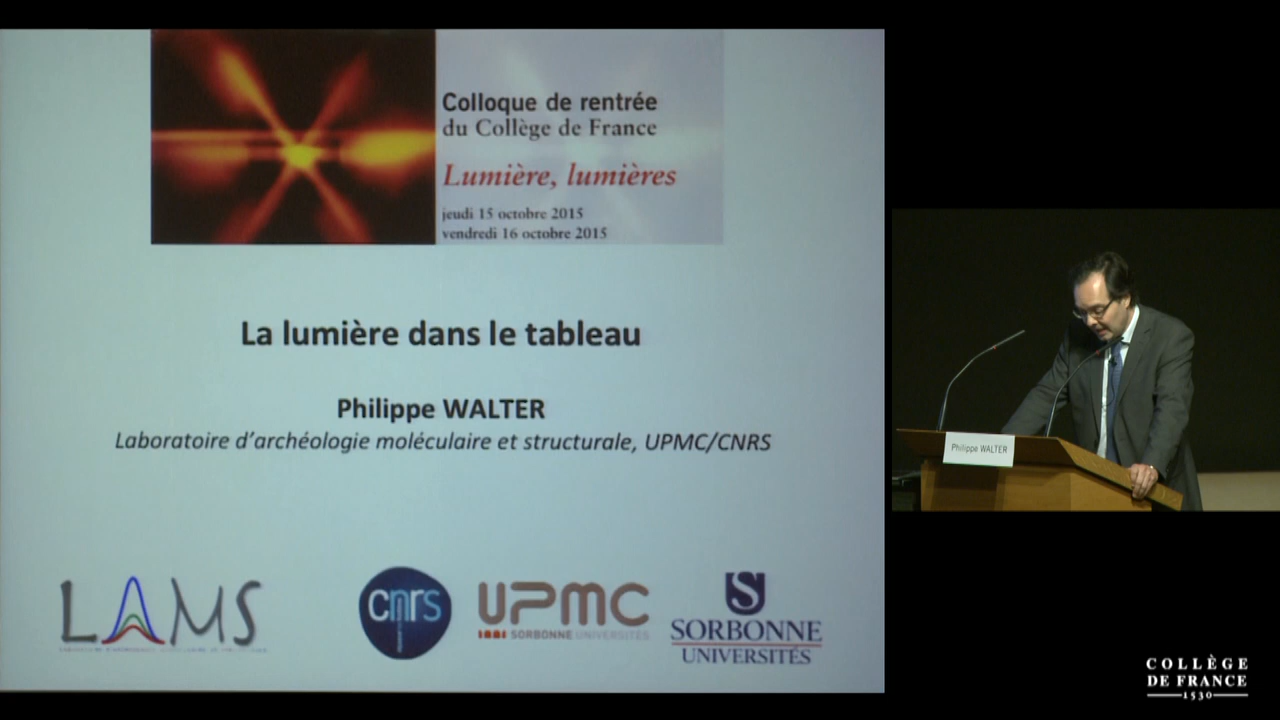 Colloque de rentrée
du Collège de France
Lumière, lumières
jeudi 15 octobre 2015
vendredi 16 octobre 2015
La lumière dans le tableau
Philippe WALTER
Laboratoire d'archéologie moléculaire et structurale, UPMC/CNRS
LAMS
cnrs
UPMC
SORBONNE UNIVERSITÉS
S
SORBONNE
UNIVERSITÉS
Philippe WALTER
COLLÈGE
DE FRANCE
1530